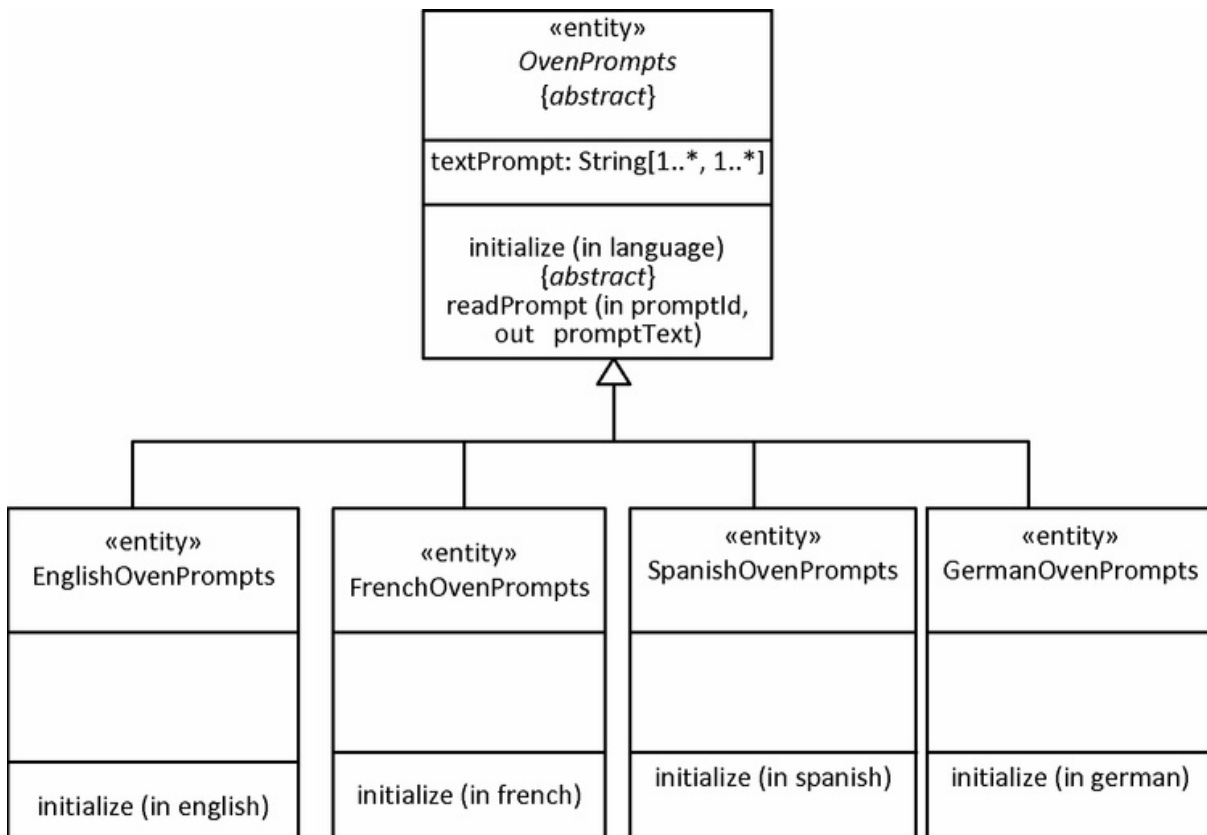 «entity»
OvenPrompts
{abstract}
textPrompt: String[1..*, 1..*]
initialize (in language)
{abstract}
readPrompt (in promptId,
out promptText)
«entity»
EnglishOvenPrompts
initialize (in english)
«entity»
FrenchOvenPrompts
initialize (in french)
«entity»
SpanishOvenPrompts
initialize (in spanish)
«entity»
GermanOvenPrompts
initialize (in german)